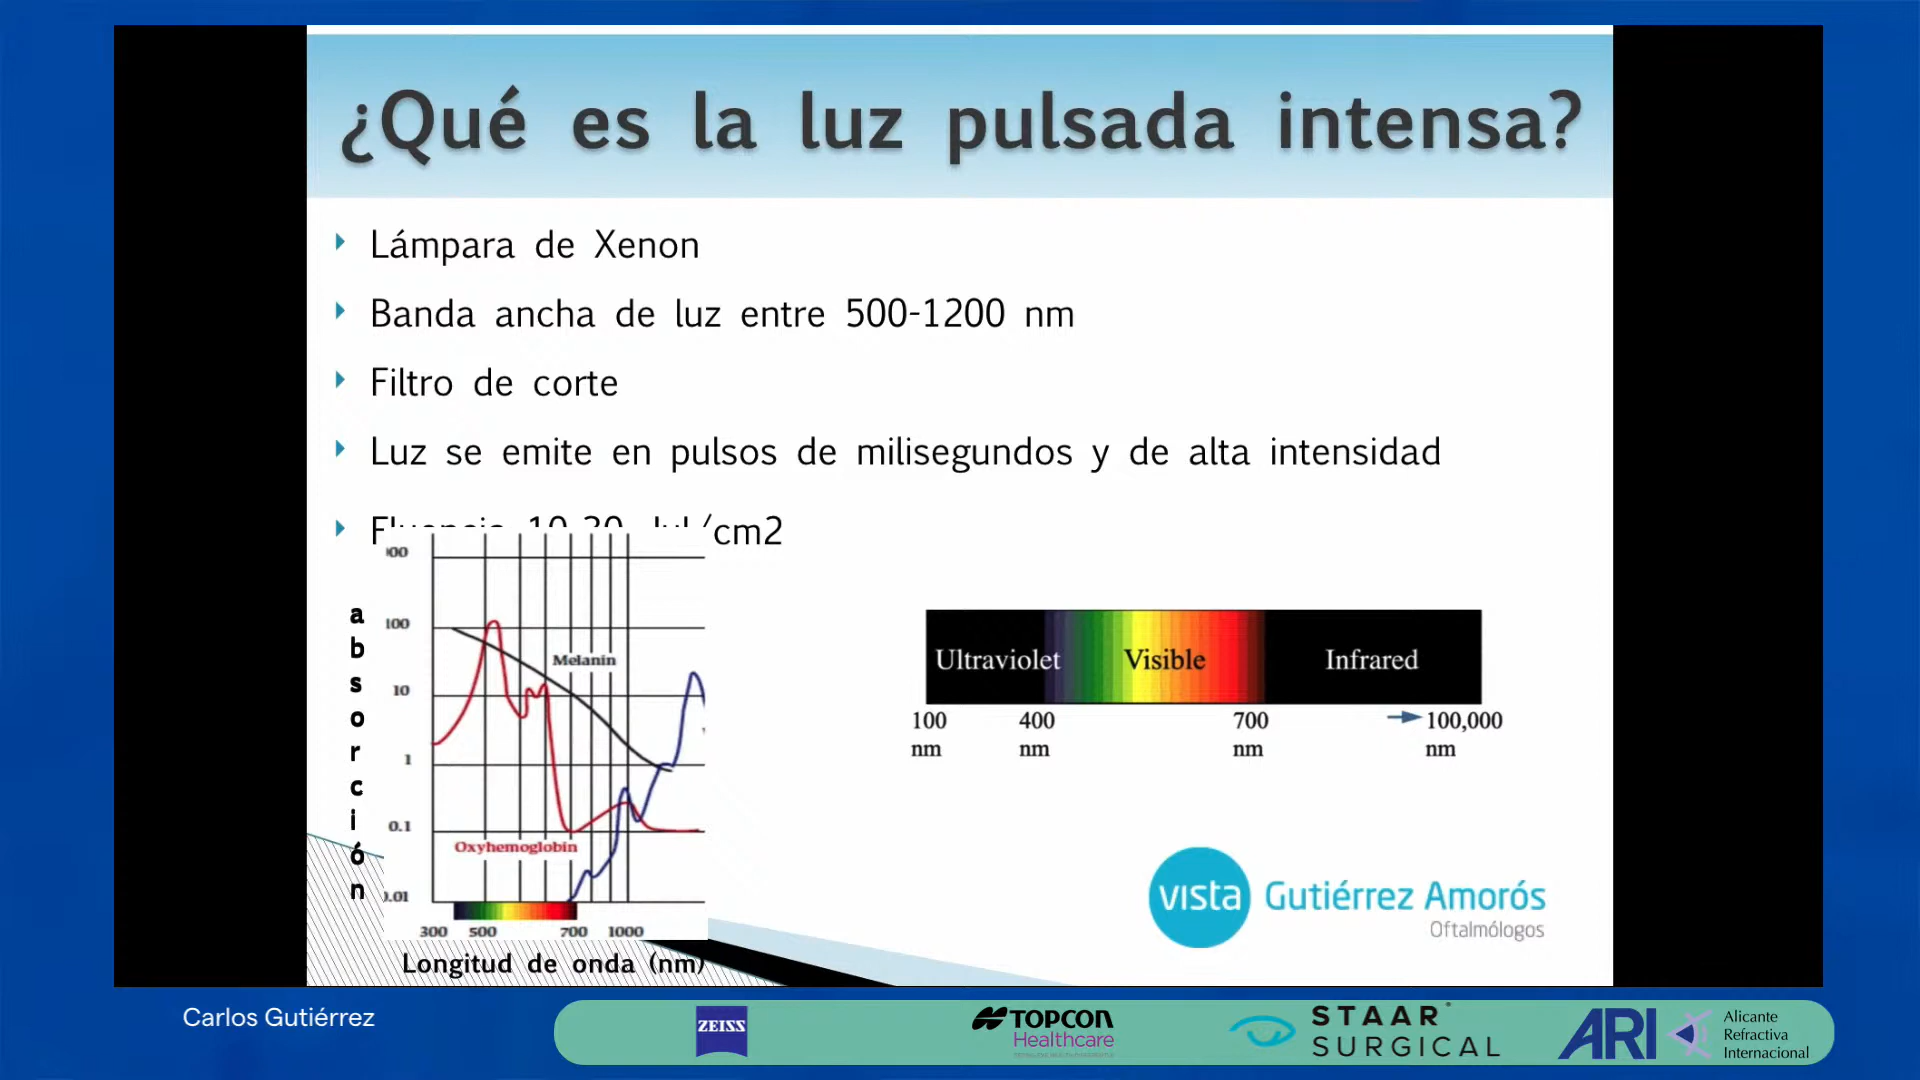 ¿Qué es la luz pulsada intensa?
Lámpara de Xenon
Banda ancha de luz entre 500-1200 nm
Filtro de corte
Luz se emite en pulsos de milisegundos y de alta intensidad
Fluencia 10-30 Jul/cm2
absorción
100
10
1
0.1
Melanin
Oxyhemoglobin
300 500 700 1000
Longitud de onda (nm)
Ultraviolet Visible Infrared
100 nm
400 nm
700 nm
100,000 nm
vısta Gutiérrez Amorós
Oftalmólogos
Carlos Gutiérrez
ZEISS
TOPCON
Healthcare
STAAR
SURGICAL
ARI
Alicante
Refractiva
Internacional